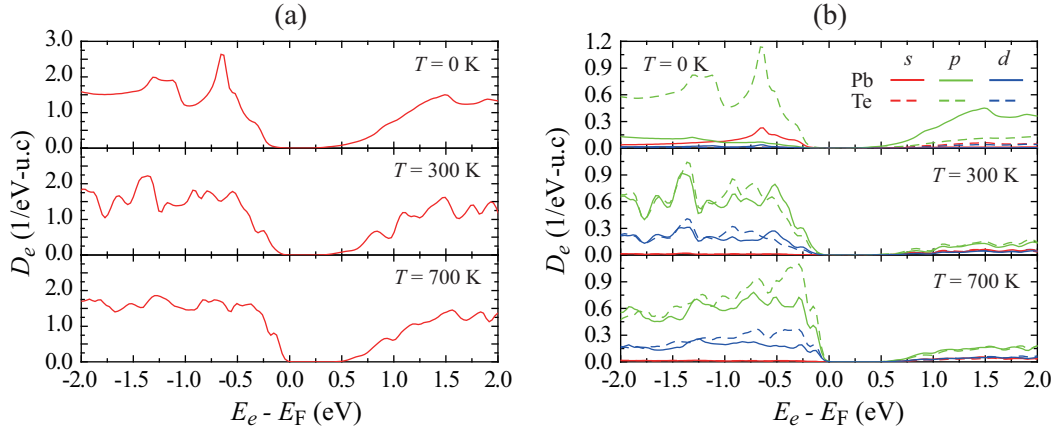 (a)
3.0
2.0
1.0
0.0
T = 0 K
2.0
1.0
0.0
T = 300 K
2.0
1.0
0.0
T = 700 K
-2.0 -1.5 -1.0 -0.5 0.0 0.5 1.0 1.5 2.0
E_e - E_F (eV)
D_e (1/eV-u.c)
(b)
1.2
0.9
0.6
0.3
0.0
T = 0 K
s p d
Pb
Te
0.9
0.6
0.3
0.0
T = 300 K
0.9
0.6
0.3
0.0
T = 700 K
-2.0 -1.5 -1.0 -0.5 0.0 0.5 1.0 1.5 2.0
E_e - E_F (eV)
D_e (1/eV-u.c)